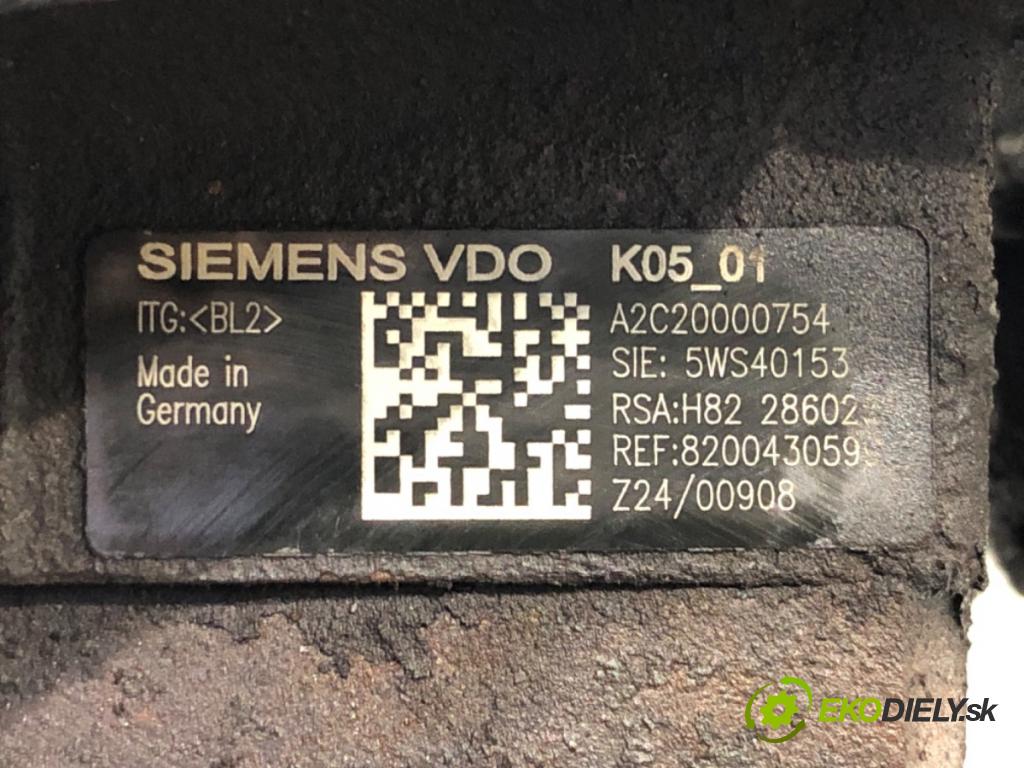 SIEMENS VDO K05_01
ITG:<BL2> A2C20000754
SIE: 5WS40153
Made in
Germany
RSA:H82 28602
REF:820043059
Z24/00908
EKODIELY.sk